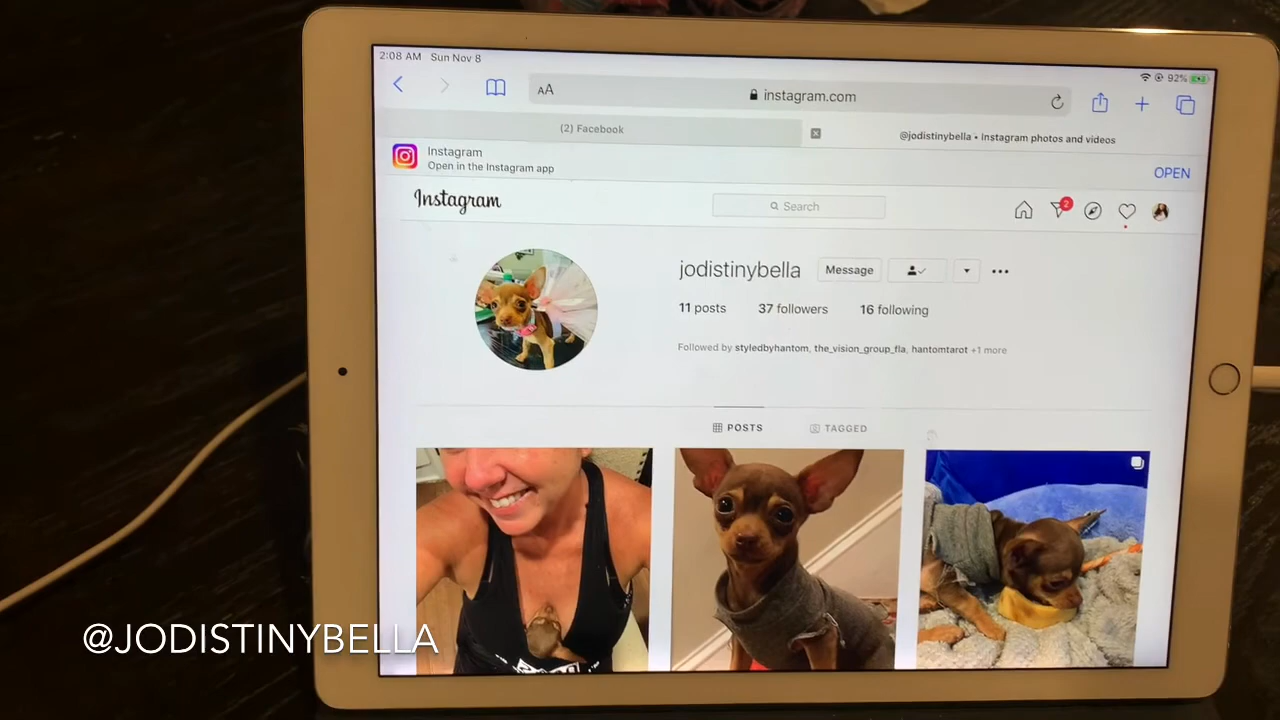 2:08 AM Sun Nov 8
92%
AA
instagram.com
(2) Facebook
@jodistinybella • Instagram photos and videos
Instagram
Open in the Instagram app
OPEN
Instagram
Search
2
jodistinybella
Message
11 posts 37 followers 16 following
Followed by styledbyhantom, the_vision_group_fla, hantomtarot +1 more
POSTS TAGGED
@JODISTINYBELLA